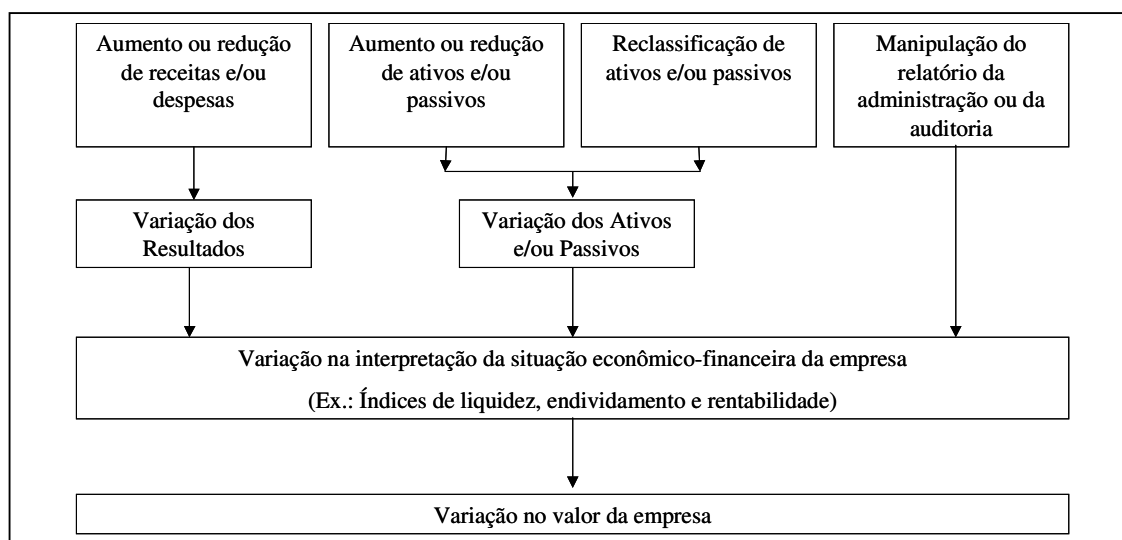 Aumento ou redução
de receitas e/ou
despesas
Aumento ou redução
de ativos e/ou
passivos
Reclassificação de
ativos e/ou passivos
Manipulação do
relatório da
administração ou da
auditoria
Variação dos
Resultados
Variação dos Ativos
e/ou Passivos
Variação na interpretação da situação econômico-financeira da empresa
(Ex.: Índices de liquidez, endividamento e rentabilidade)
Variação no valor da empresa